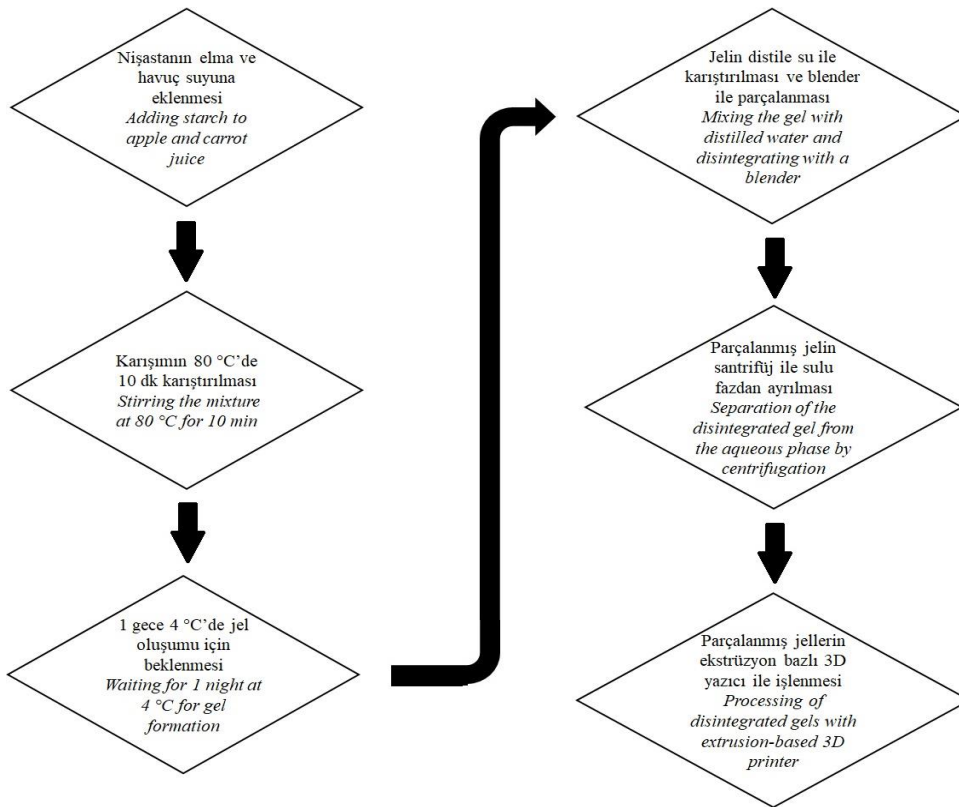 Nişastanın elma ve
havuç suyuna
eklenmesi
Adding starch to
apple and carrot
juice
Karışımın 80 °C’de
10 dk karıştırılması
Stirring the mixture
at 80 °C for 10 min
1 gece 4 °C’de jel
oluşumu için
beklenmesi
Waiting for 1 night at
4 °C for gel
formation
Jelin distile su ile
karıştırılması ve blender
ile parçalanması
Mixing the gel with
distilled water and
disintegrating with a
blender
Parçalanmış jelin
santrifüj ile sulu
fazdan ayrılması
Separation of the
disintegrated gel from
the aqueous phase by
centrifugation
Parçalanmış jellerin
ekstrüzyon bazlı 3D
yazıcı ile işlenmesi
Processing of
disintegrated gels with
extrusion-based 3D
printer